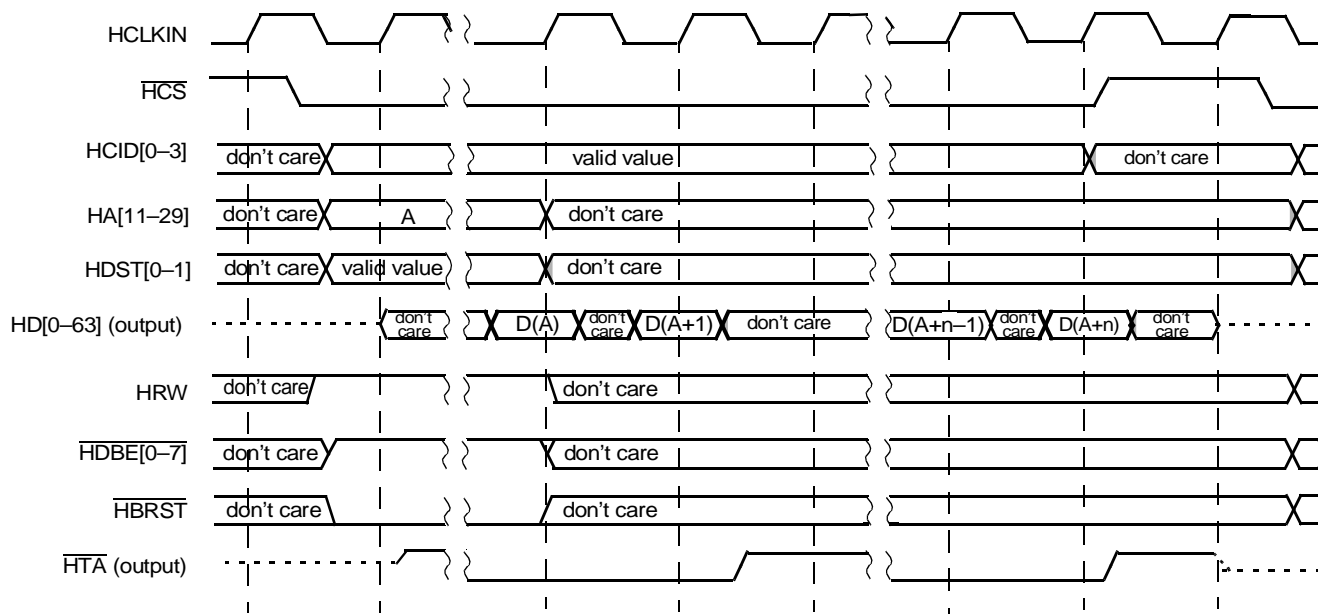 HCLKIN
HCS
HCID[0–3] don't care valid value don't care
HA[11–29] don't care A don't care
HDST[0–1] don't care valid value don't care
HD[0–63] (output) don't care D(A) don't care D(A+1) don't care D(A+n–1) don't care D(A+n) don't care
HRW don't care don't care
HDBE[0–7] don't care don't care
HBRST don't care don't care
HTA (output)